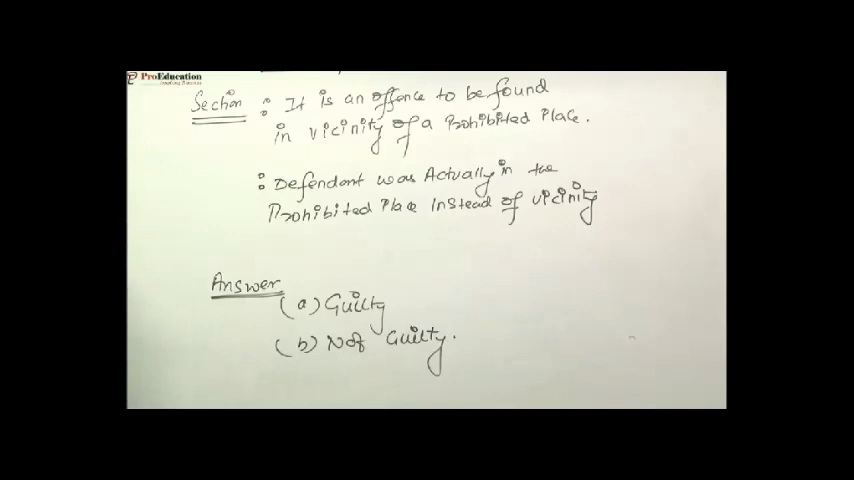 ProEducation
Section : It is an offence to be found
in vicinity of a Prohibited Place.
: Defendant was Actually in the
Prohibited Place Instead of vicinity
Answer
(a) Guilty
(b) Not Guilty.